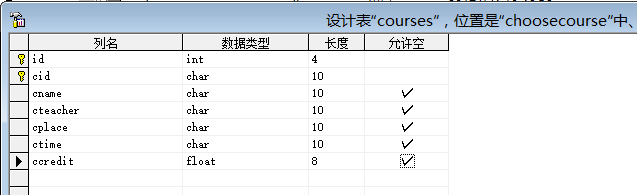 设计表“courses”，位置是“choosecourse”中、
列名 数据类型 长度 允许空
id int 4
cid char 10
cname char 10
cteacher char 10
cplace char 10
ctime char 10
ccredit float 8